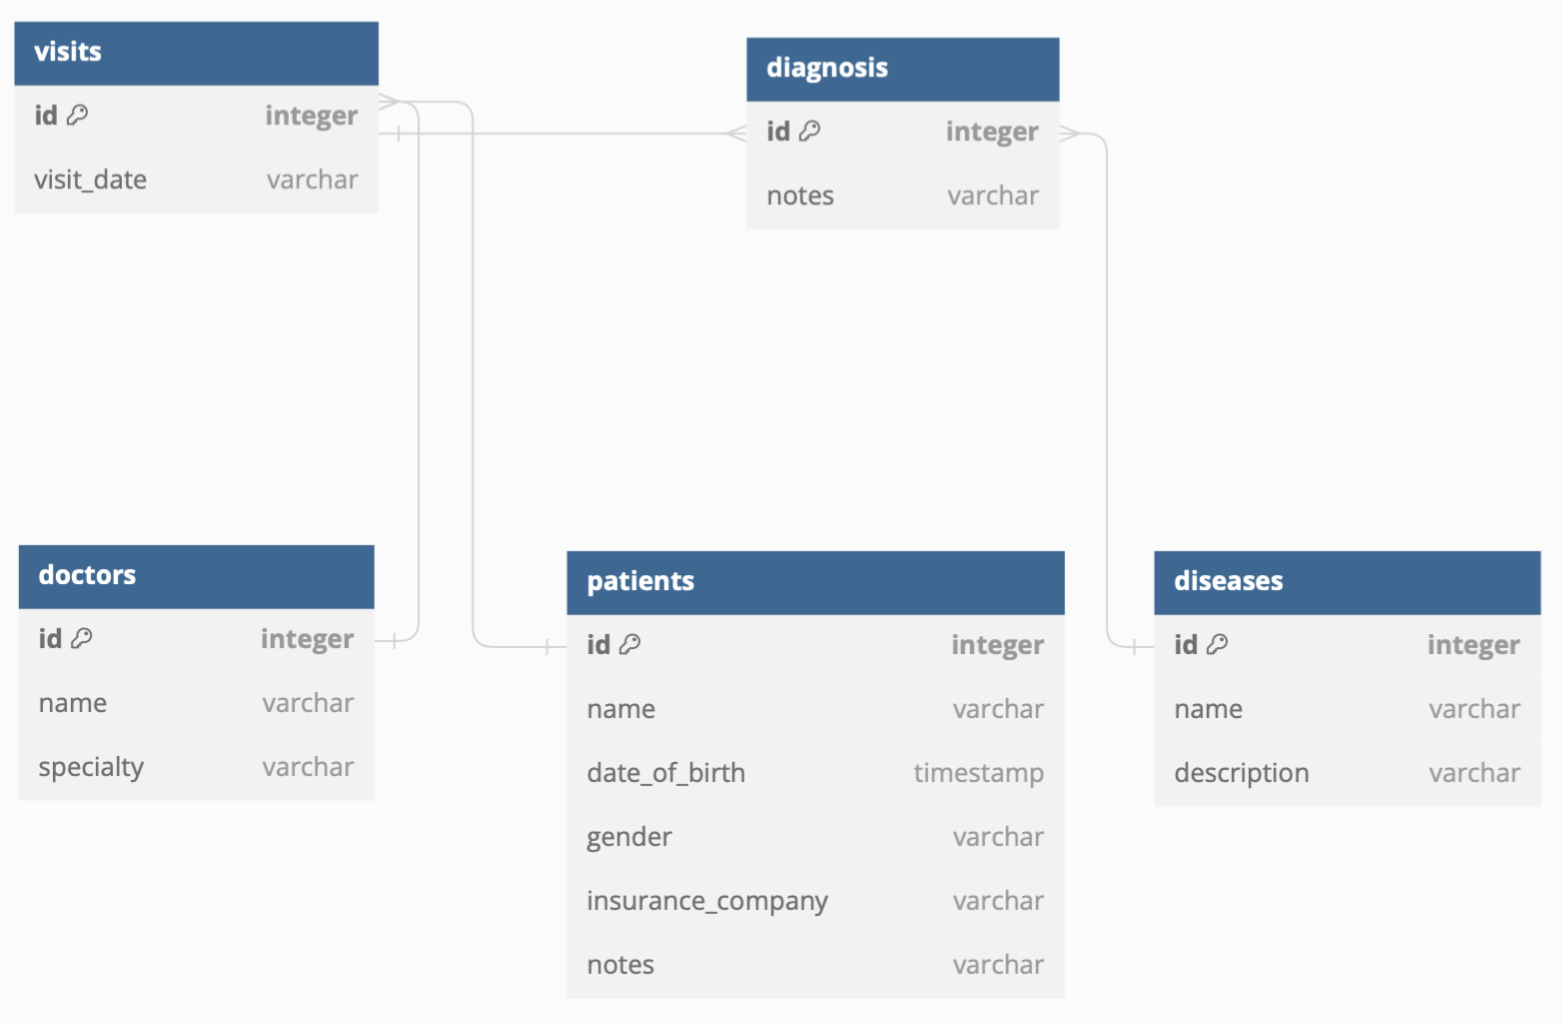 visits
id integer
visit_date varchar
diagnosis
id integer
notes varchar
doctors
id integer
name varchar
specialty varchar
patients
id integer
name varchar
date_of_birth timestamp
gender varchar
insurance_company varchar
notes varchar
diseases
id integer
name varchar
description varchar